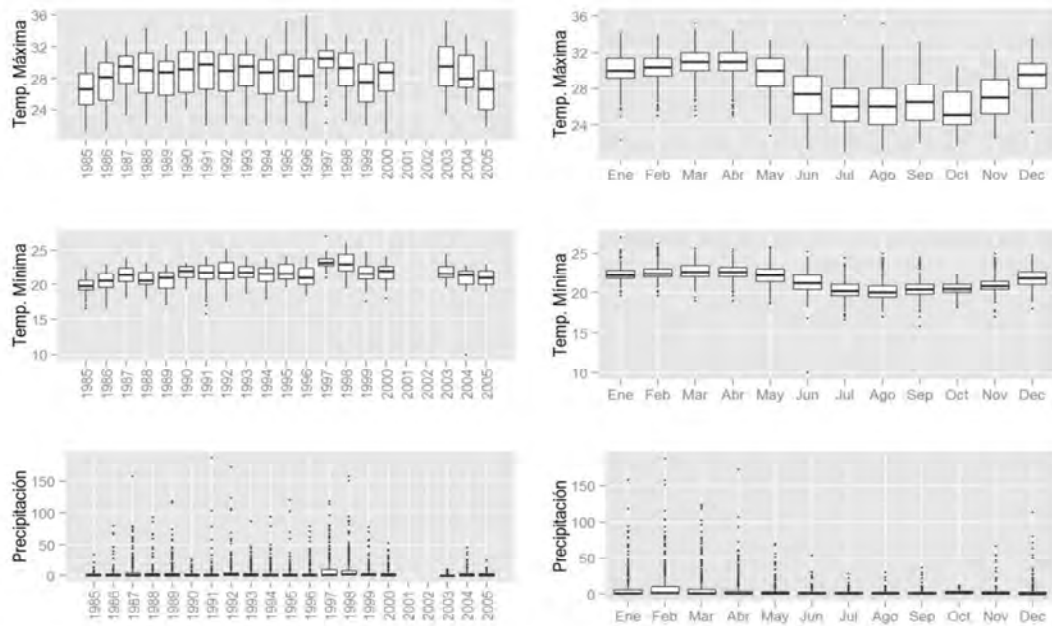 Temp. Máxima
36
32
28
24
1985 1986 1987 1988 1989 1990 1991 1992 1993 1994 1995 1996 1997 1998 1999 2000 2001 2002 2003 2004 2005
Temp. Máxima
36
32
28
24
Ene Feb Mar Abr May Jun Jul Ago Sep Oct Nov Dec
Temp. Mínima
25
20
15
10
1985 1986 1987 1988 1989 1990 1991 1992 1993 1994 1995 1996 1997 1998 1999 2000 2001 2002 2003 2004 2005
Temp. Mínima
25
20
15
10
Ene Feb Mar Abr May Jun Jul Ago Sep Oct Nov Dec
Precipitación
150
100
50
0
1985 1986 1987 1988 1989 1990 1991 1992 1993 1994 1995 1996 1997 1998 1999 2000 2001 2002 2003 2004 2005
Precipitación
150
100
50
0
Ene Feb Mar Abr May Jun Jul Ago Sep Oct Nov Dec